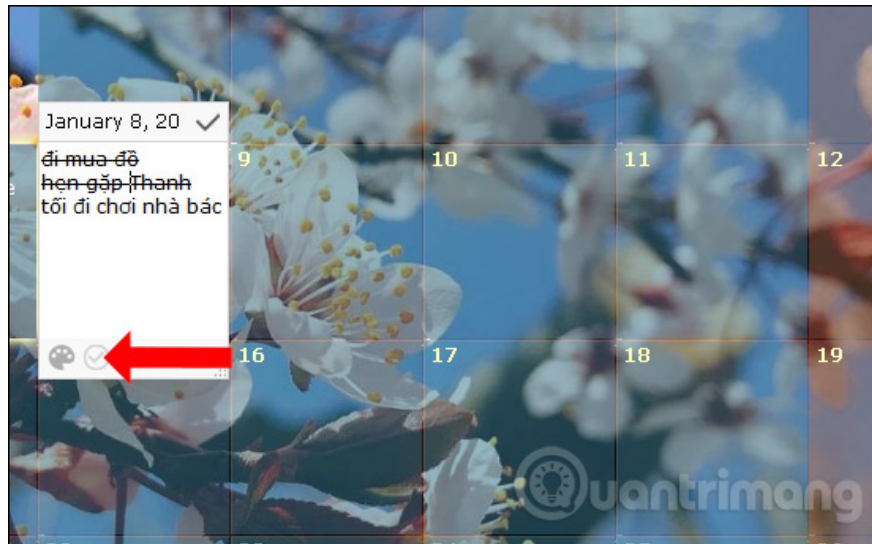 January 8, 20
đi mua đồ
hẹn gặp Thanh
tối đi chơi nhà bác
9
10
11
12
16
17
18
19
uantrimang